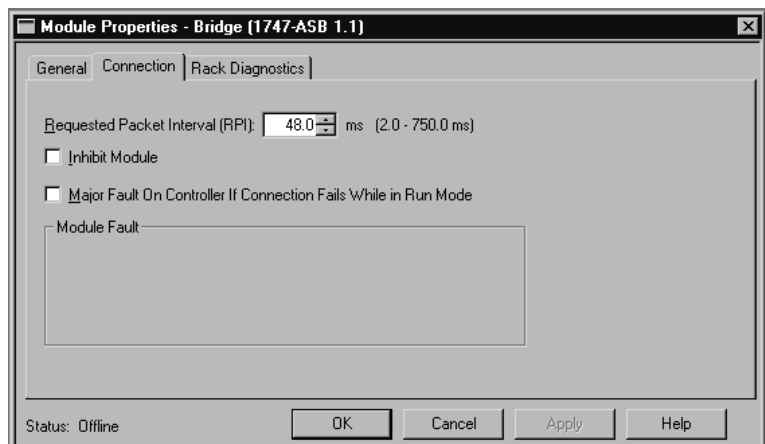 Module Properties - Bridge (1747-ASB 1.1)
General Connection Rack Diagnostics
Requested Packet Interval (RPI): 48.0 ms (2.0 - 750.0 ms)
Inhibit Module
Major Fault On Controller If Connection Fails While in Run Mode
Module Fault
Status: Offline OK Cancel Apply Help